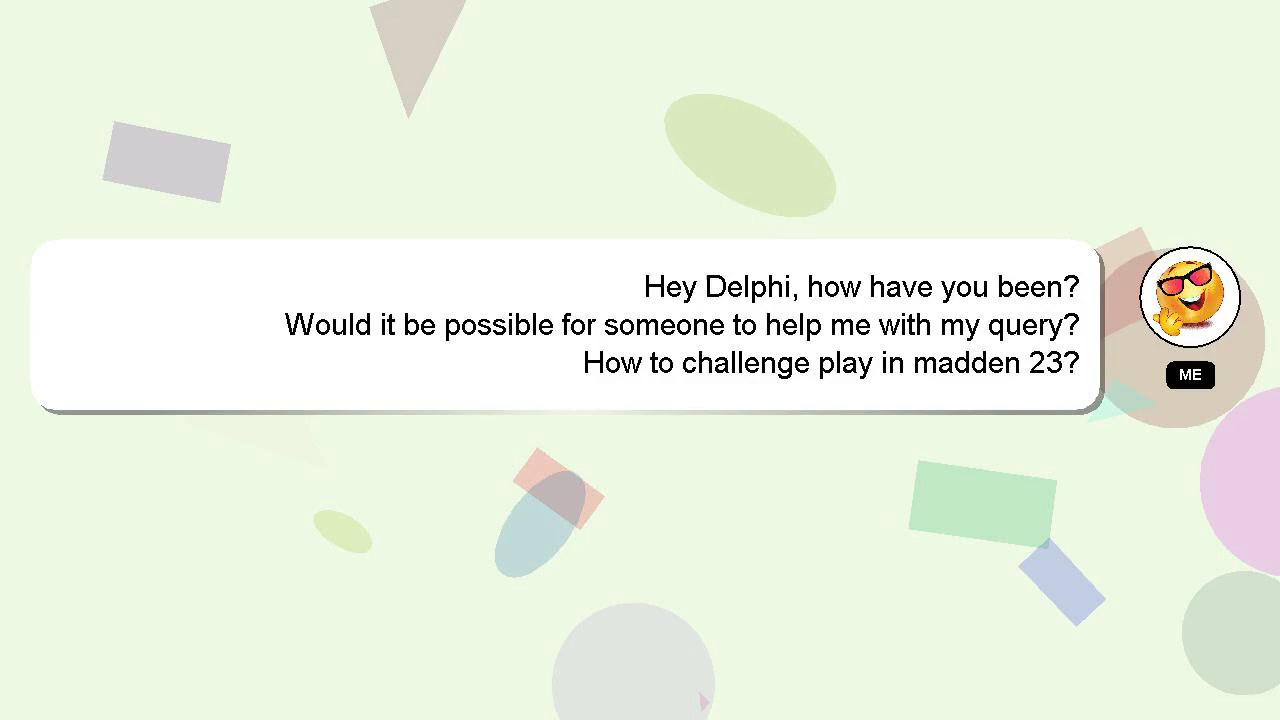 Hey Delphi, how have you been?
Would it be possible for someone to help me with my query?
How to challenge play in madden 23?
ME